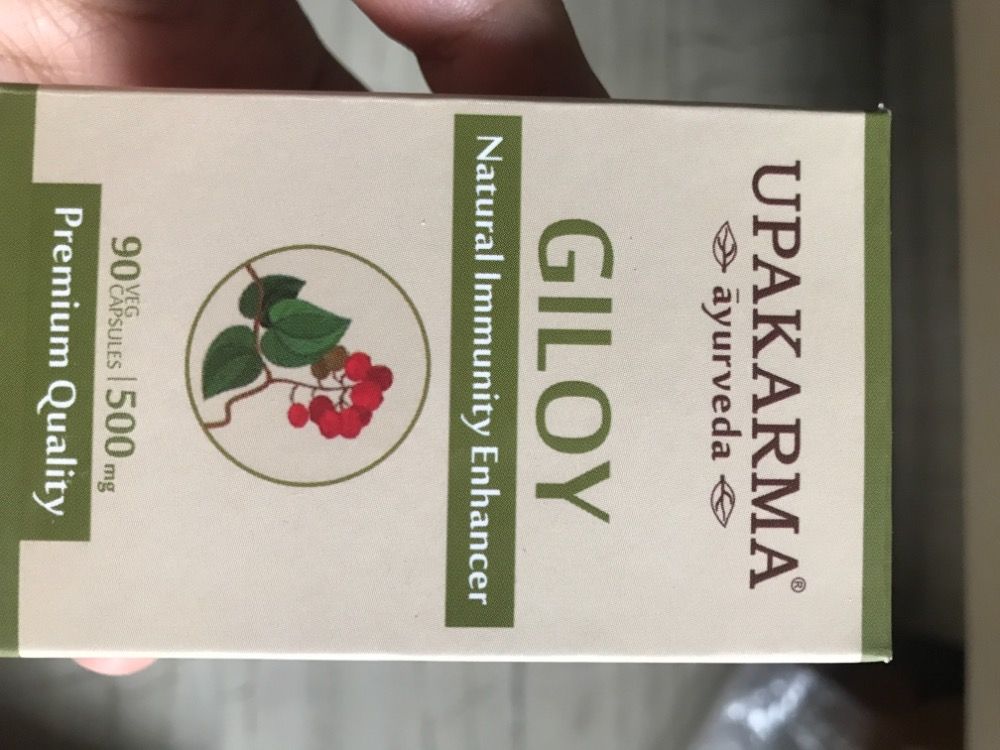 UPAKARMA®
āyurveda
GILOY
Natural Immunity Enhancer
90 VEG CAPSULES | 500 mg
Premium Quality